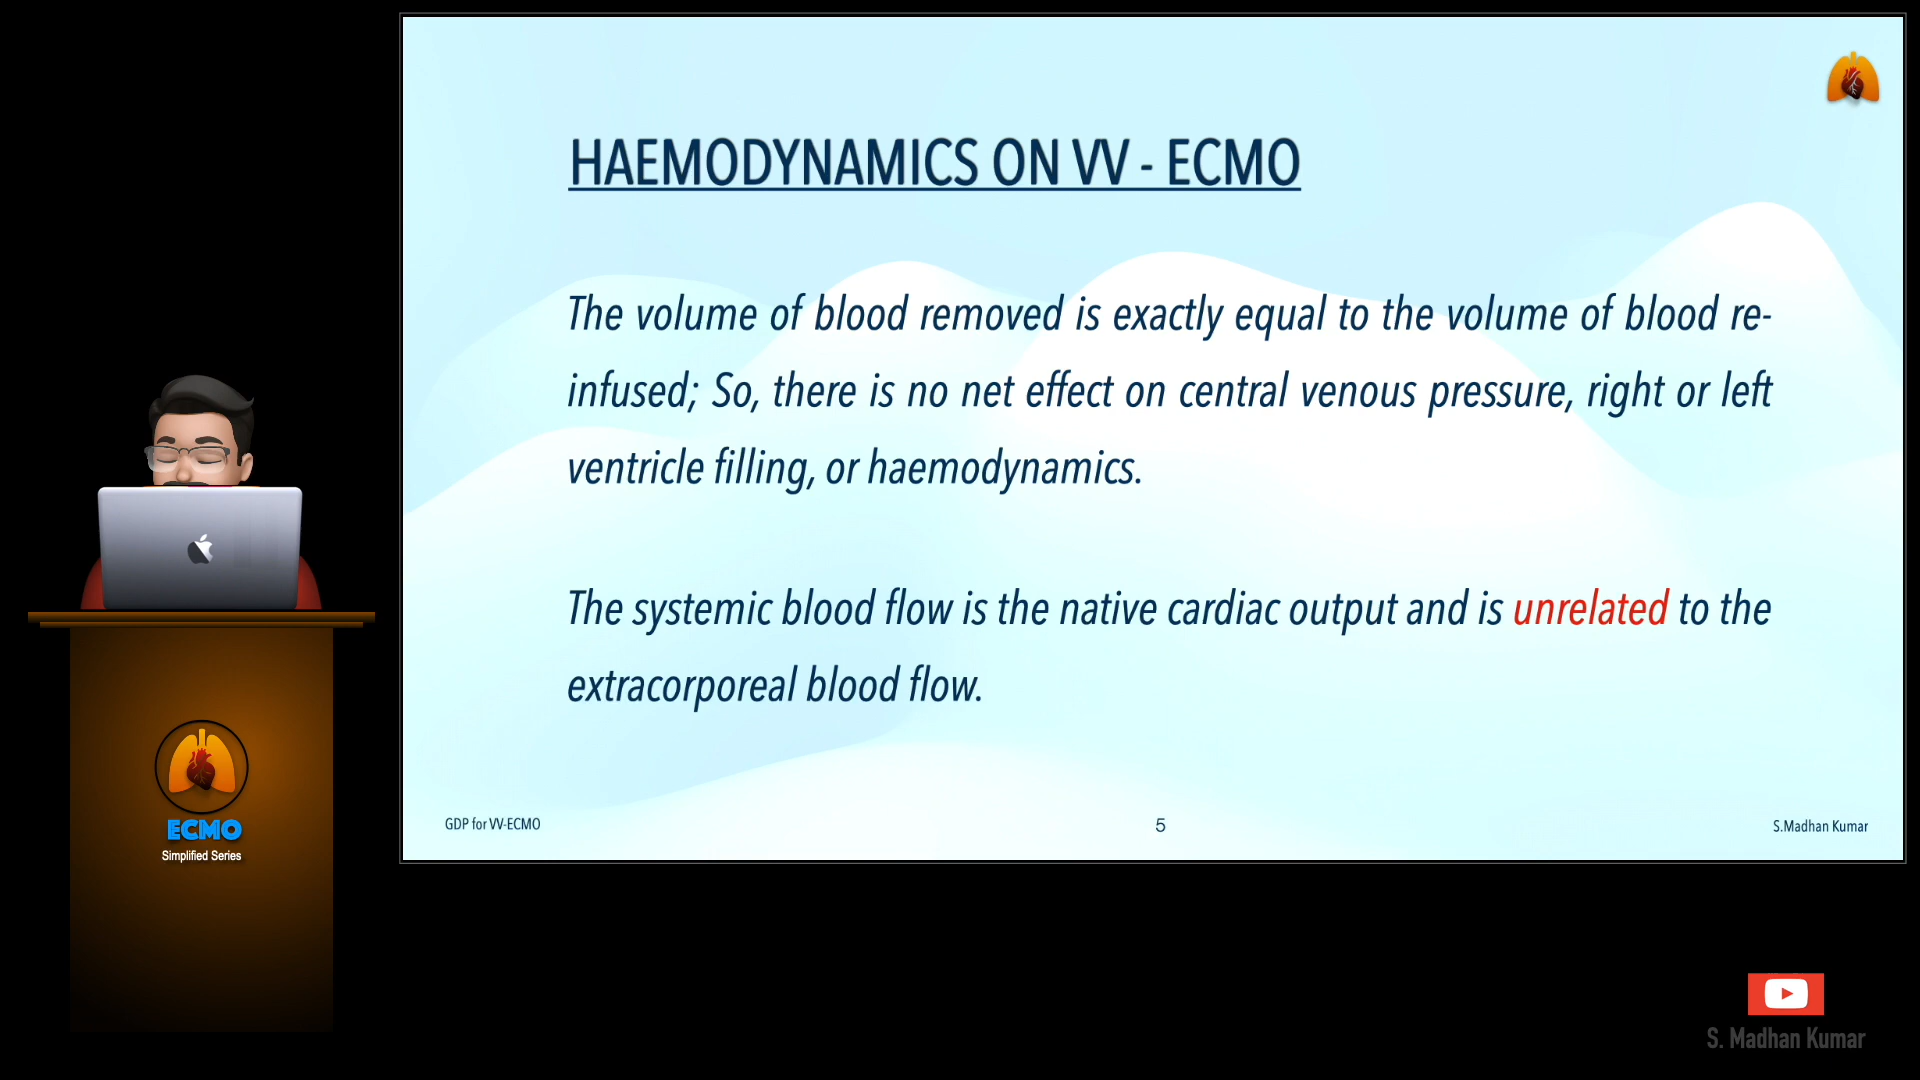 HAEMODYNAMICS ON VV - ECMO
The volume of blood removed is exactly equal to the volume of blood re-
infused; So, there is no net effect on central venous pressure, right or left
ventricle filling, or haemodynamics.
The systemic blood flow is the native cardiac output and is unrelated to the
extracorporeal blood flow.
GDP for VV-ECMO
5
S.Madhan Kumar
ECMO
Simplified Series
S. Madhan Kumar